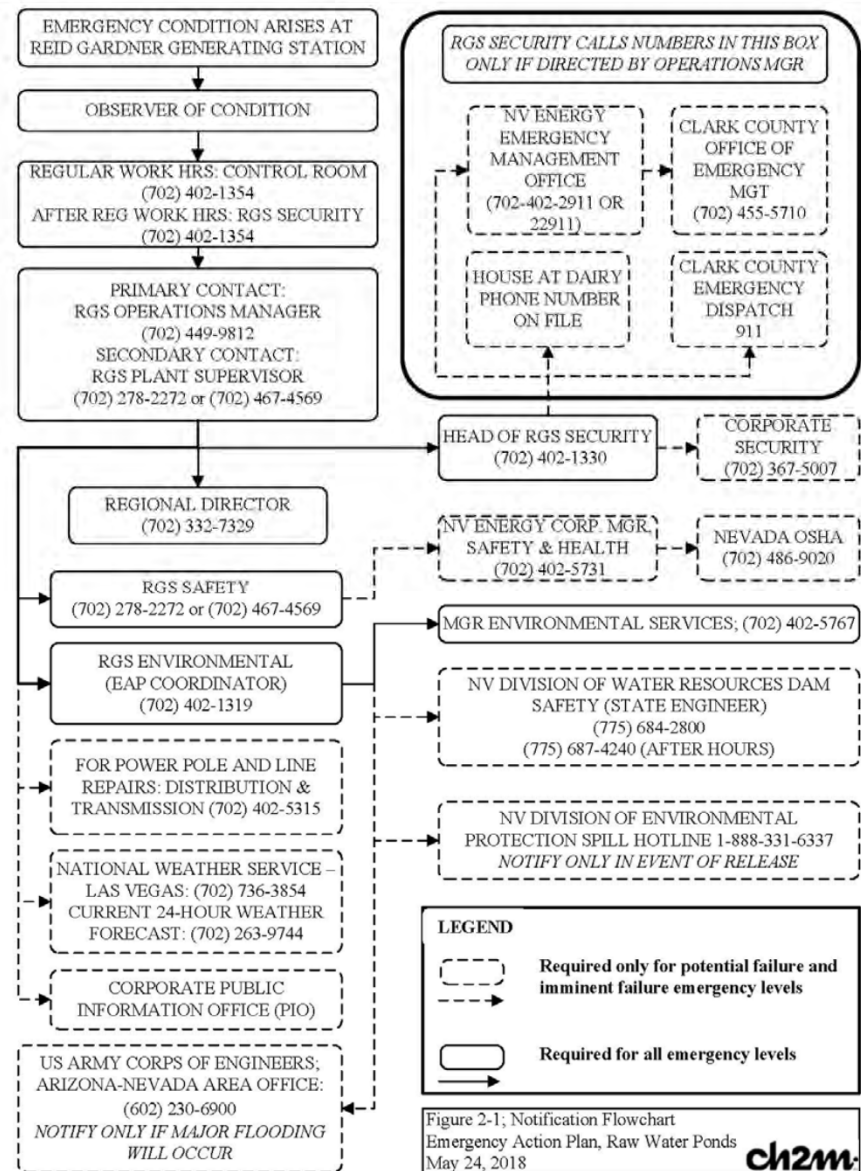 EMERGENCY CONDITION ARISES AT
REID GARDNER GENERATING STATION
OBSERVER OF CONDITION
REGULAR WORK HRS: CONTROL ROOM
(702) 402-1354
AFTER REG WORK HRS: RGS SECURITY
(702) 402-1354
PRIMARY CONTACT:
RGS OPERATIONS MANAGER
(702) 449-9812
SECONDARY CONTACT:
RGS PLANT SUPERVISOR
(702) 278-2272 or (702) 467-4569
RGS SECURITY CALLS NUMBERS IN THIS BOX
ONLY IF DIRECTED BY OPERATIONS MGR
NV ENERGY
EMERGENCY
MANAGEMENT
OFFICE
(702-402-2911 OR
22911)
CLARK COUNTY
OFFICE OF
EMERGENCY
MGT
(702) 455-5710
HOUSE AT DAIRY
PHONE NUMBER
ON FILE
CLARK COUNTY
EMERGENCY
DISPATCH
911
HEAD OF RGS SECURITY
(702) 402-1330
CORPORATE
SECURITY
(702) 367-5007
REGIONAL DIRECTOR
(702) 332-7329
NV ENERGY CORP. MGR.
SAFETY & HEALTH
(702) 402-5731
NEVADA OSHA
(702) 486-9020
RGS SAFETY
(702) 278-2272 or (702) 467-4569
MGR ENVIRONMENTAL SERVICES; (702) 402-5767
RGS ENVIRONMENTAL
(EAP COORDINATOR)
(702) 402-1319
NV DIVISION OF WATER RESOURCES DAM
SAFETY (STATE ENGINEER)
(775) 684-2800
(775) 687-4240 (AFTER HOURS)
FOR POWER POLE AND LINE
REPAIRS: DISTRIBUTION &
TRANSMISSION (702) 402-5315
NV DIVISION OF ENVIRONMENTAL
PROTECTION SPILL HOTLINE 1-888-331-6337
NOTIFY ONLY IN EVENT OF RELEASE
NATIONAL WEATHER SERVICE –
LAS VEGAS: (702) 736-3854
CURRENT 24-HOUR WEATHER
FORECAST: (702) 263-9744
CORPORATE PUBLIC
INFORMATION OFFICE (PIO)
US ARMY CORPS OF ENGINEERS;
ARIZONA-NEVADA AREA OFFICE:
(602) 230-6900
NOTIFY ONLY IF MAJOR FLOODING
WILL OCCUR
LEGEND
Required only for potential failure and
imminent failure emergency levels
Required for all emergency levels
Figure 2-1; Notification Flowchart
Emergency Action Plan, Raw Water Ponds
May 24, 2018
ch2m: